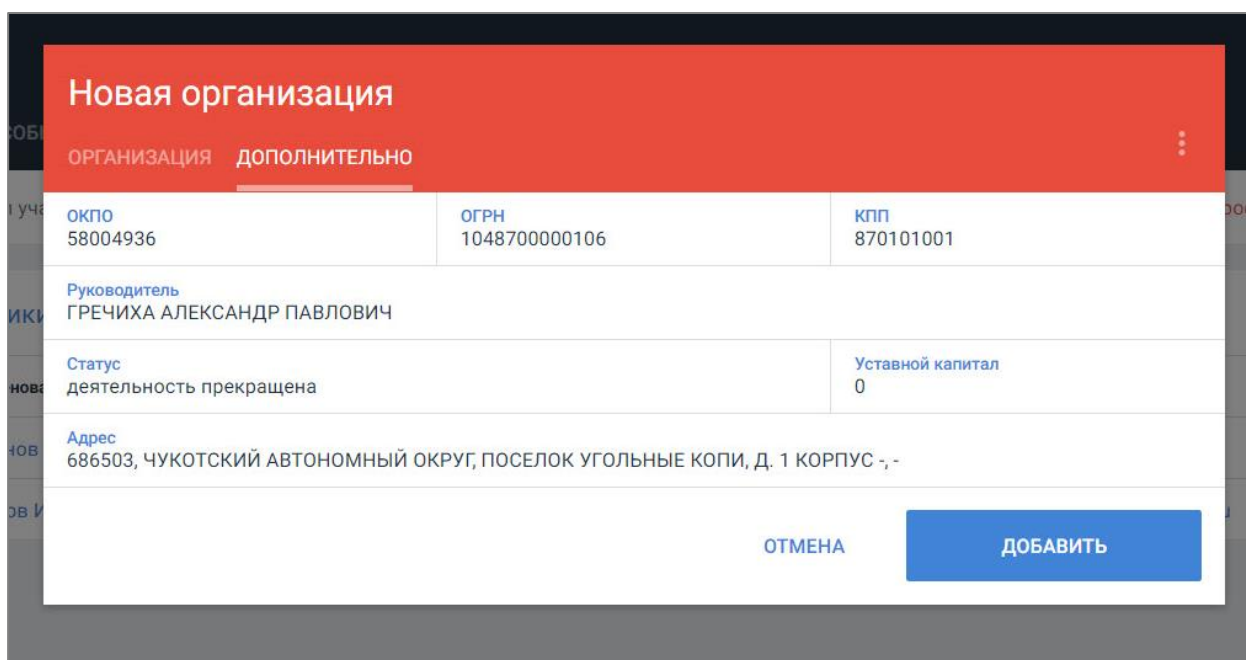 Новая организация
ОРГАНИЗАЦИЯ ДОПОЛНИТЕЛЬНО
ОКПО ОГРН КПП
58004936 1048700000106 870101001
Руководитель
ГРЕЧИХА АЛЕКСАНДР ПАВЛОВИЧ
Статус Уставной капитал
деятельность прекращена 0
Адрес
686503, ЧУКОТСКИЙ АВТОНОМНЫЙ ОКРУГ, ПОСЕЛОК УГОЛЬНЫЕ КОПИ, Д. 1 КОРПУС -, -
ОТМЕНА ДОБАВИТЬ